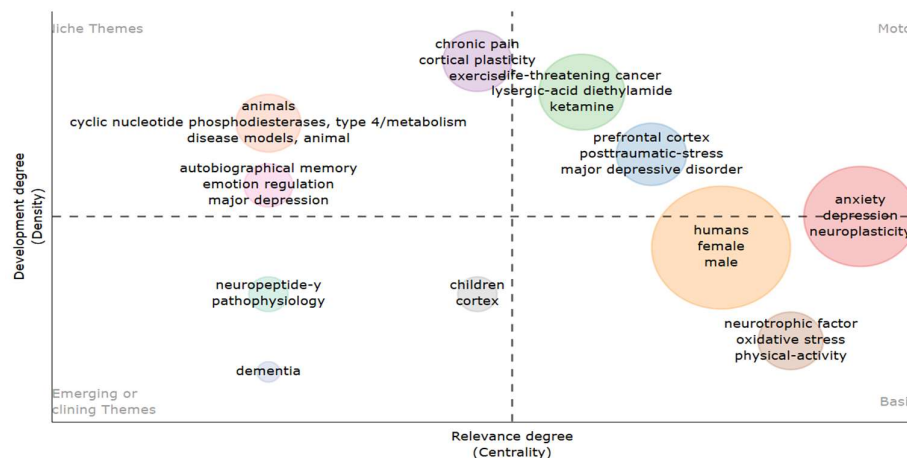 Niche Themes
Moto
chronic pain
cortical plasticity
exercise
life-threatening cancer
lysergic-acid diethylamide
ketamine
animals
cyclic nucleotide phosphodiesterases, type 4/metabolism
disease models, animal
prefrontal cortex
posttraumatic-stress
major depressive disorder
autobiographical memory
emotion regulation
major depression
anxiety
depression
neuroplasticity
humans
female
male
neuropeptide-y
pathophysiology
children
cortex
neurotrophic factor
oxidative stress
physical-activity
dementia
Emerging or
clining Themes
Basi
Development degree
(Density)
Relevance degree
(Centrality)